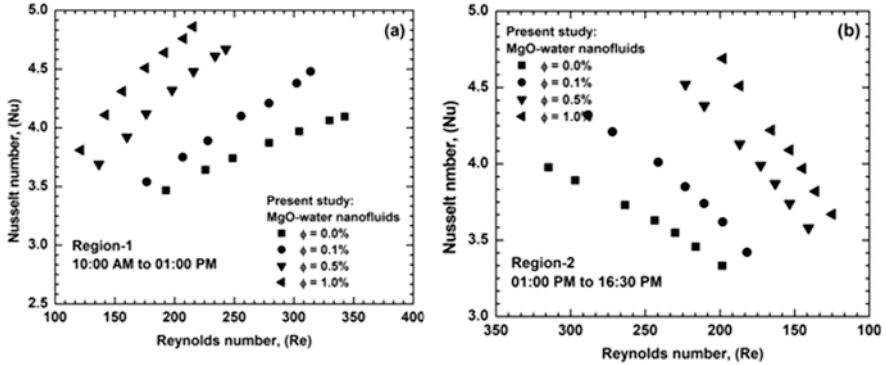 (a)
5.0
4.5
4.0
3.5
3.0
2.5
Nusselt number, (Nu)
Present study:
MgO-water nanofluids
ϕ = 0.0%
ϕ = 0.1%
ϕ = 0.5%
ϕ = 1.0%
Region-1
10:00 AM to 01:00 PM
100 150 200 250 300 350 400
Reynolds number, (Re)
(b)
5.0
4.5
4.0
3.5
3.0
Nusselt nmber, (Nu)
Present study:
MgO-water nanofluids
ϕ = 0.0%
ϕ = 0.1%
ϕ = 0.5%
ϕ = 1.0%
Region-2
01:00 PM to 16:30 PM
350 300 250 200 150 100
Reynolds number, (Re)